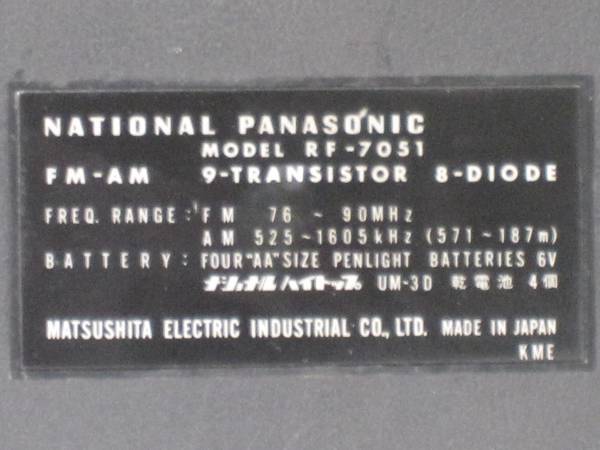 NATIONAL PANASONIC
MODEL RF-7051
FM-AM 9-TRANSISTOR 8-DIODE
FREQ. RANGE: FM 76 ~ 90MHz
AM 525~1605kHz (571~187m)
BATTERY: FOUR "AA" SIZE PENLIGHT BATTERIES 6V
ナショナル ハイトップ UM-3D 乾電池 4個
MATSUSHITA ELECTRIC INDUSTRIAL CO., LTD. MADE IN JAPAN
KME